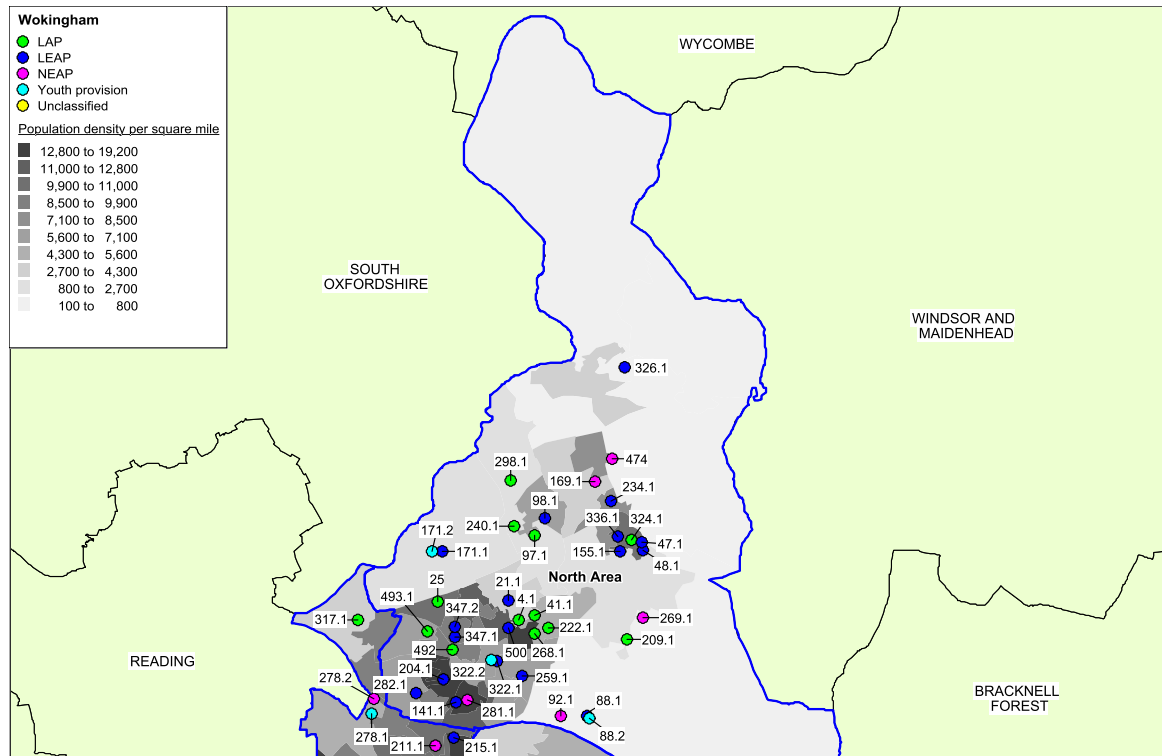 Wokingham
LAP
LEAP
NEAP
Youth provision
Unclassified
Population density per square mile
12,800 to 19,200
11,000 to 12,800
9,900 to 11,000
8,500 to 9,900
7,100 to 8,500
5,600 to 7,100
4,300 to 5,600
2,700 to 4,300
800 to 2,700
100 to 800
WYCOMBE
SOUTH
OXFORDSHIRE
WINDSOR AND
MAIDENHEAD
326.1
298.1
474
169.1
234.1
98.1
336.1
324.1
240.1
171.2
97.1
171.1
155.1
47.1
48.1
North Area
25
21.1
493.1
347.2
4.1
41.1
317.1
347.1
222.1
269.1
209.1
492
500
268.1
READING
204.1
322.2
322.1
259.1
278.2
282.1
141.1
281.1
92.1
88.1
88.2
278.1
211.1
215.1
BRACKNELL
FOREST